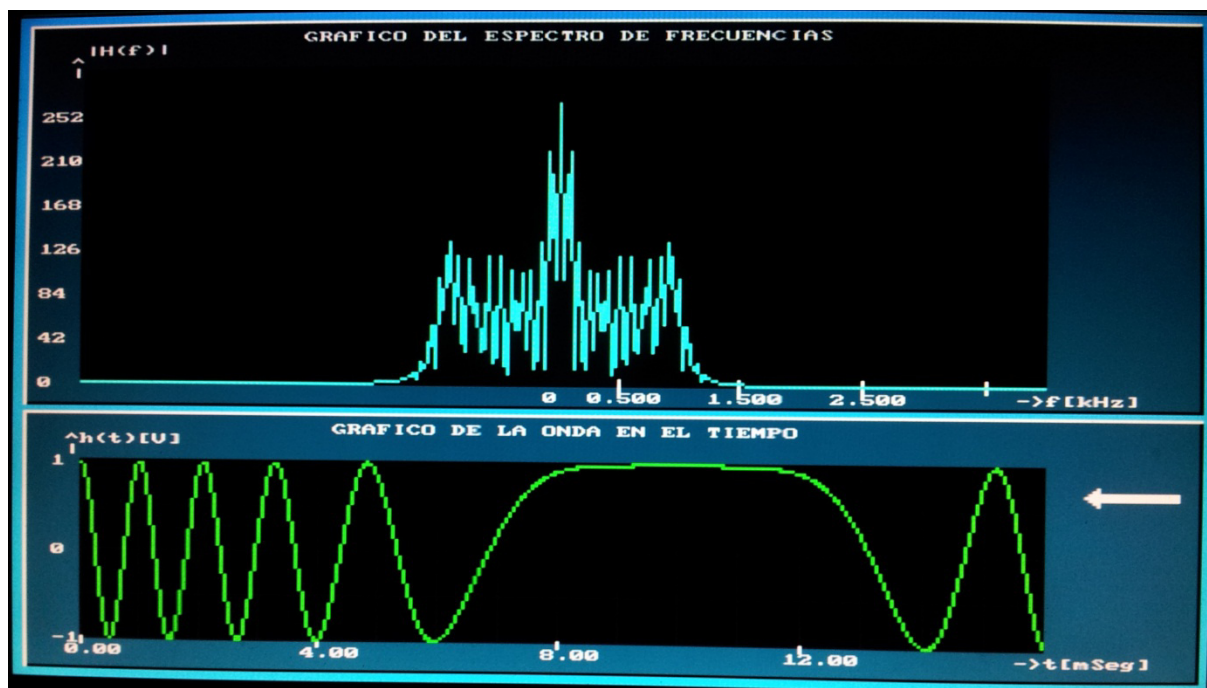 GRAFICO DEL ESPECTRO DE FRECUENCIAS
|H(f)|
252
210
168
126
84
42
0
0 0.500 1.500 2.500 ->f[kHz]
GRAFICO DE LA ONDA EN EL TIEMPO
^h(t)[V]
1
0
-1
0.00 4.00 8.00 12.00 ->t[mSeg]